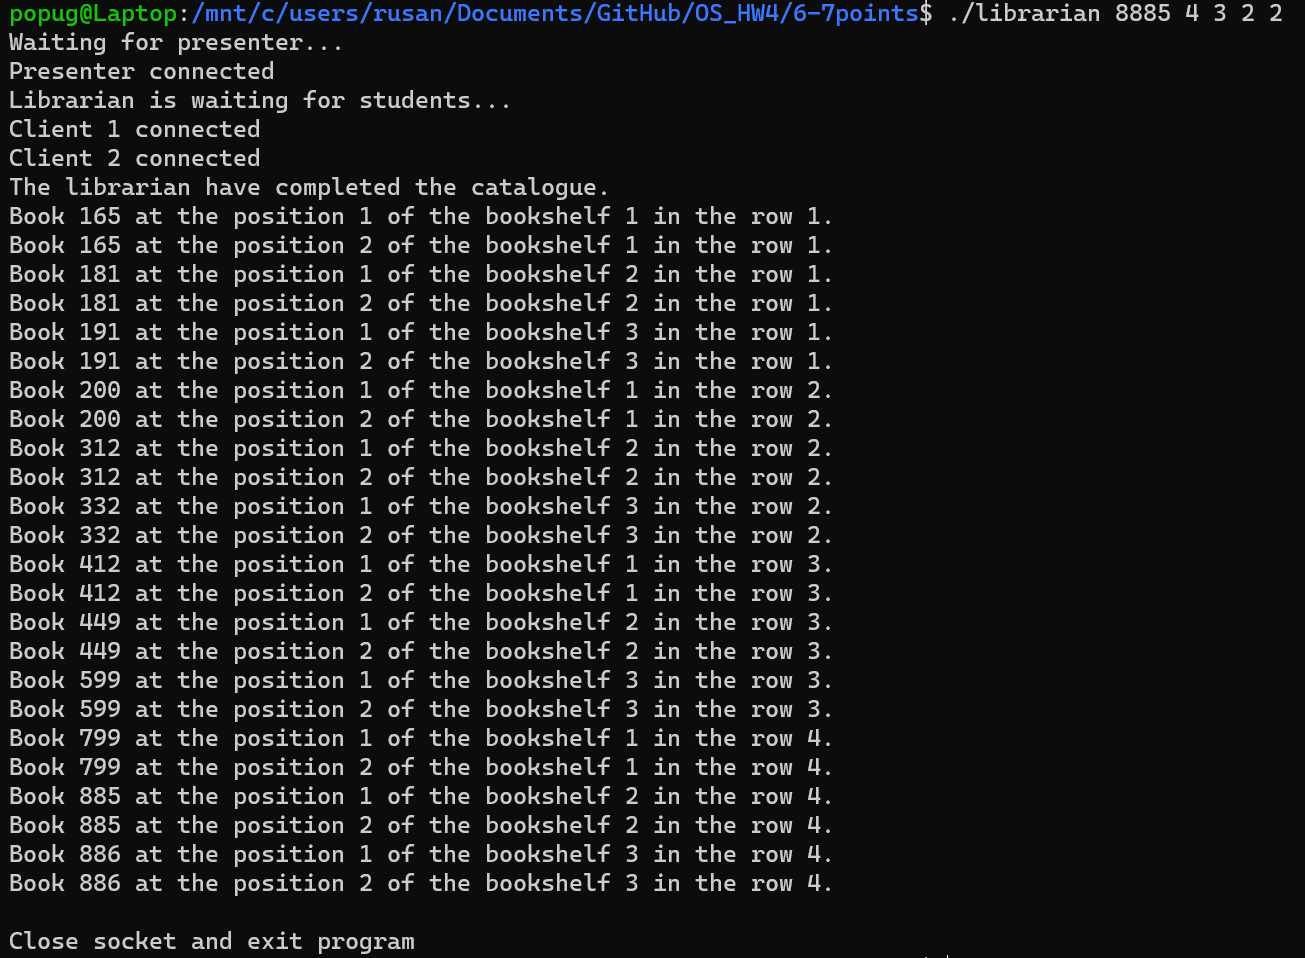 popug@Laptop:/mnt/c/users/rusan/Documents/GitHub/OS_HW4/6-7points$ ./librarian 8885 4 3 2 2
Waiting for presenter...
Presenter connected
Librarian is waiting for students...
Client 1 connected
Client 2 connected
The librarian have completed the catalogue.
Book 165 at the position 1 of the bookshelf 1 in the row 1.
Book 165 at the position 2 of the bookshelf 1 in the row 1.
Book 181 at the position 1 of the bookshelf 2 in the row 1.
Book 181 at the position 2 of the bookshelf 2 in the row 1.
Book 191 at the position 1 of the bookshelf 3 in the row 1.
Book 191 at the position 2 of the bookshelf 3 in the row 1.
Book 200 at the position 1 of the bookshelf 1 in the row 2.
Book 200 at the position 2 of the bookshelf 1 in the row 2.
Book 312 at the position 1 of the bookshelf 2 in the row 2.
Book 312 at the position 2 of the bookshelf 2 in the row 2.
Book 332 at the position 1 of the bookshelf 3 in the row 2.
Book 332 at the position 2 of the bookshelf 3 in the row 2.
Book 412 at the position 1 of the bookshelf 1 in the row 3.
Book 412 at the position 2 of the bookshelf 1 in the row 3.
Book 449 at the position 1 of the bookshelf 2 in the row 3.
Book 449 at the position 2 of the bookshelf 2 in the row 3.
Book 599 at the position 1 of the bookshelf 3 in the row 3.
Book 599 at the position 2 of the bookshelf 3 in the row 3.
Book 799 at the position 1 of the bookshelf 1 in the row 4.
Book 799 at the position 2 of the bookshelf 1 in the row 4.
Book 885 at the position 1 of the bookshelf 2 in the row 4.
Book 885 at the position 2 of the bookshelf 2 in the row 4.
Book 886 at the position 1 of the bookshelf 3 in the row 4.
Book 886 at the position 2 of the bookshelf 3 in the row 4.
Close socket and exit program